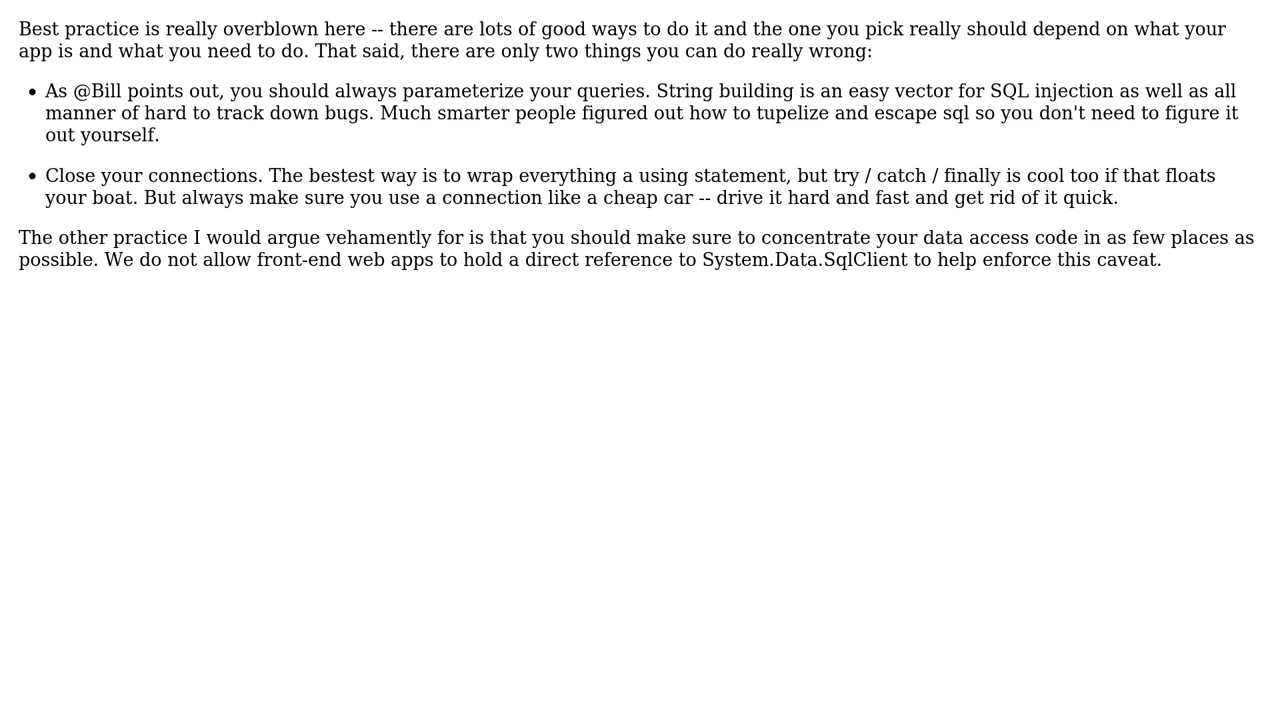 Best practice is really overblown here -- there are lots of good ways to do it and the one you pick really should depend on what your
app is and what you need to do. That said, there are only two things you can do really wrong:
• As @Bill points out, you should always parameterize your queries. String building is an easy vector for SQL injection as well as all
manner of hard to track down bugs. Much smarter people figured out how to tupelize and escape sql so you don't need to figure it
out yourself.
• Close your connections. The bestest way is to wrap everything a using statement, but try / catch / finally is cool too if that floats
your boat. But always make sure you use a connection like a cheap car -- drive it hard and fast and get rid of it quick.
The other practice I would argue vehamently for is that you should make sure to concentrate your data access code in as few places as
possible. We do not allow front-end web apps to hold a direct reference to System.Data.SqlClient to help enforce this caveat.